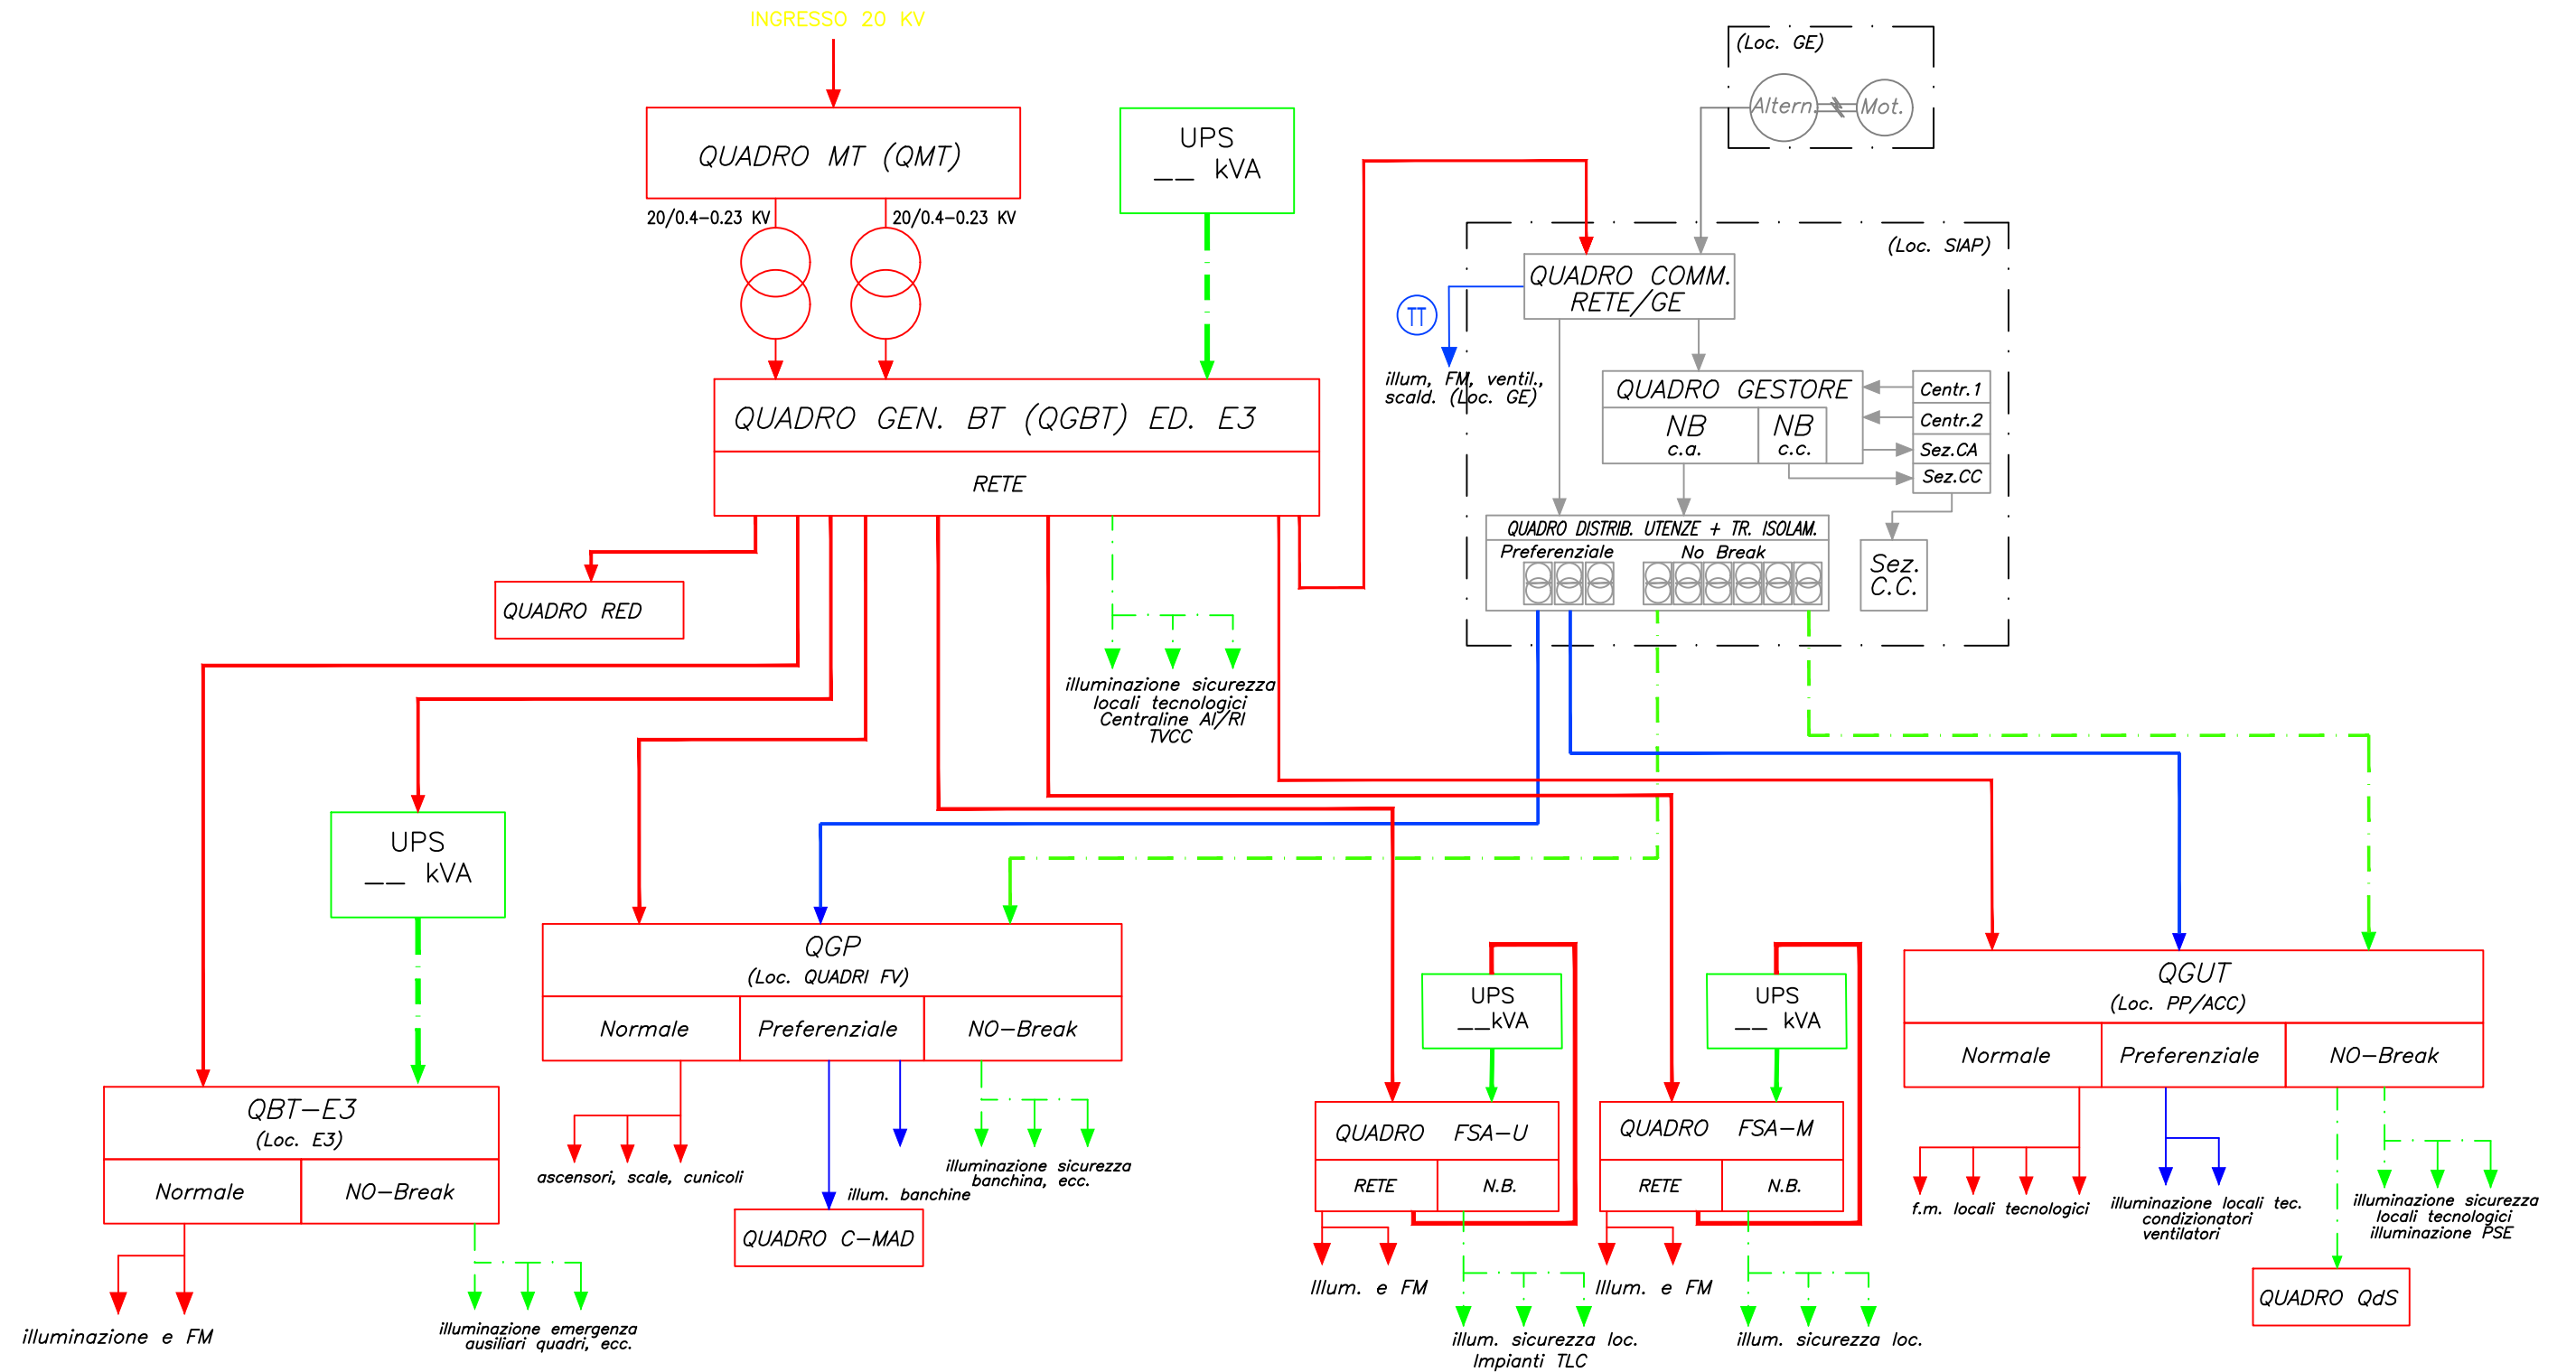 INGRESSO 20 KV
(Loc. GE)
Altern.
Mot.
QUADRO MT (QMT)
UPS
__ kVA
20/0.4-0.23 KV
20/0.4-0.23 KV
(Loc. SIAP)
QUADRO COMM.
RETE/GE
TT
illum, FM, ventil.,
scald. (Loc. GE)
QUADRO GESTORE
NB
c.a.
NB
c.c.
Centr.1
Centr.2
Sez.CA
Sez.CC
QUADRO GEN. BT (QGBT) ED. E3
RETE
QUADRO DISTRIB. UTENZE + TR. ISOLAM.
Preferenziale
No Break
Sez.
C.C.
QUADRO RED
illuminazione sicurezza
locali tecnologici
Centraline AI/RI
TVCC
UPS
__ kVA
QGP
(Loc. QUADRI FV)
Normale
Preferenziale
NO-Break
UPS
__kVA
UPS
__ kVA
QGUT
(Loc. PP/ACC)
Normale
Preferenziale
NO-Break
QBT-E3
(Loc. E3)
Normale
NO-Break
QUADRO FSA-U
RETE
N.B.
QUADRO FSA-M
RETE
N.B.
ascensori, scale, cunicoli
illum. banchine
illuminazione sicurezza
banchina, ecc.
QUADRO C-MAD
f.m. locali tecnologici
illuminazione locali tec.
condizionatori
ventilatori
illuminazione sicurezza
locali tecnologici
illuminazione PSE
QUADRO QdS
illuminazione e FM
illuminazione emergenza
ausiliari quadri, ecc.
Illum. e FM
illum. sicurezza loc.
Impianti TLC
Illum. e FM
illum. sicurezza loc.